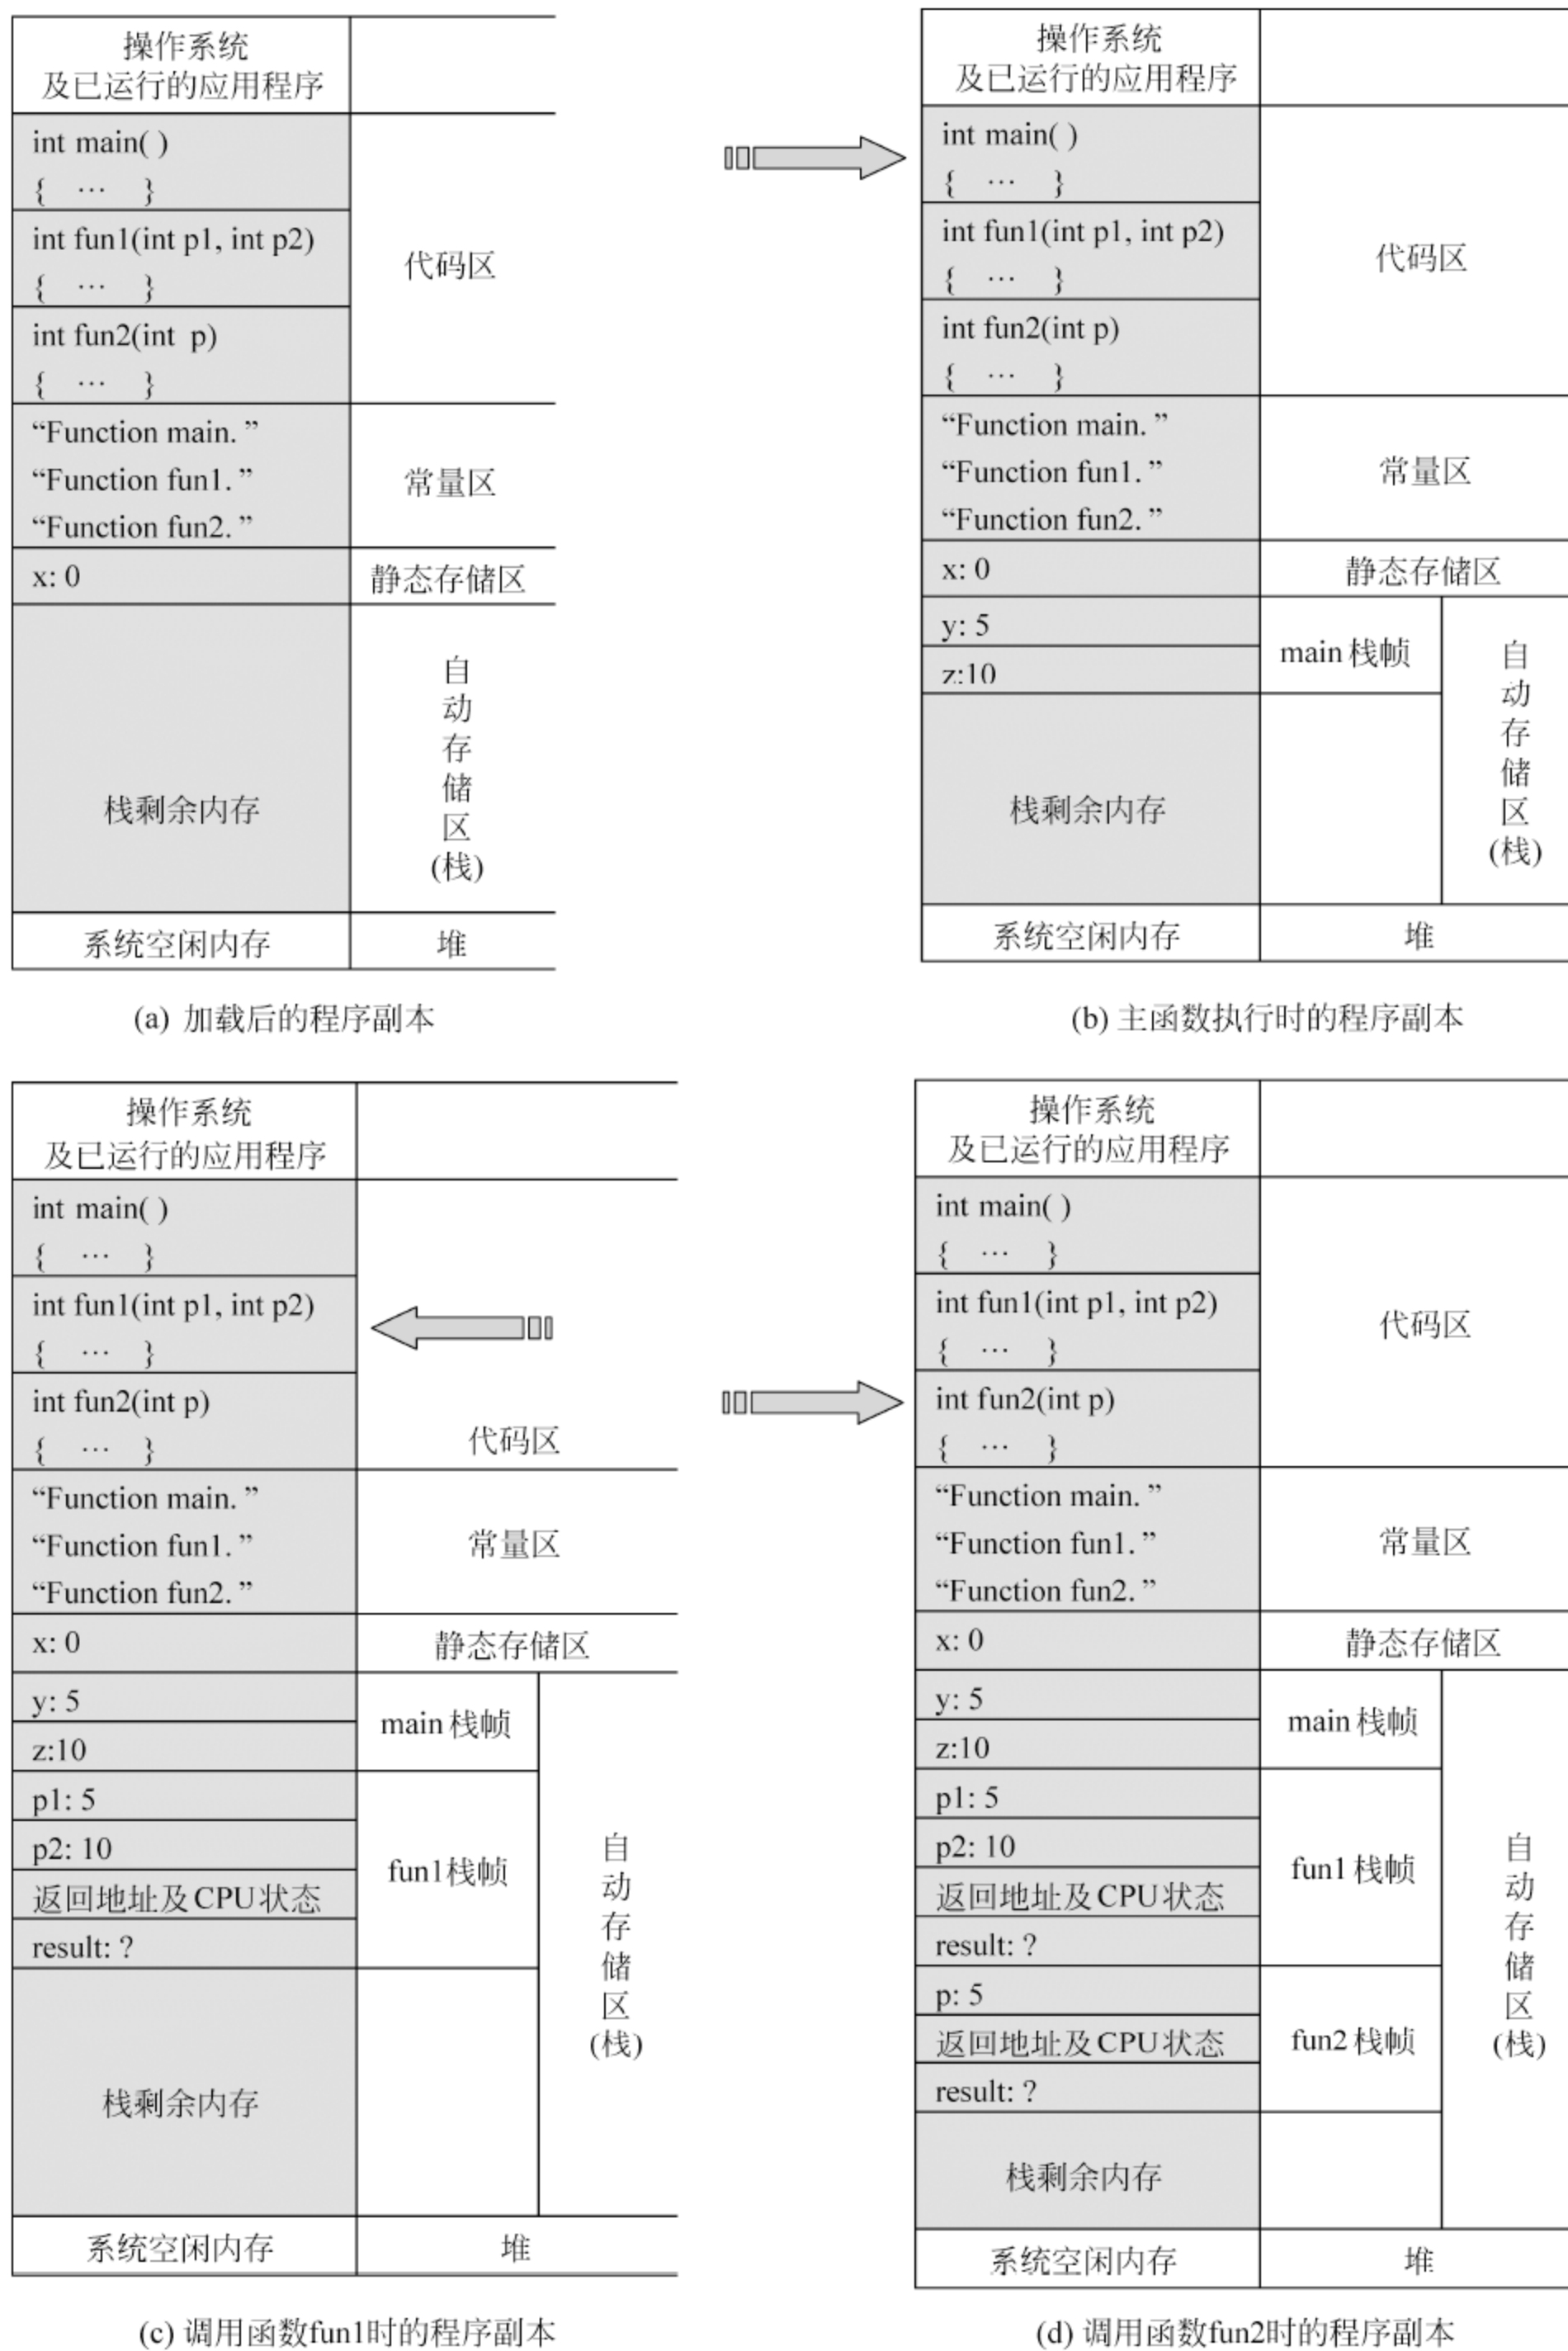 操作系统
及已运行的应用程序
int main( )
{ … }
int fun1(int p1, int p2)
{ … }
代码区
int fun2(int p)
{ … }
“Function main. ”
“Function fun1. ”
常量区
“Function fun2. ”
x: 0
静态存储区
自
动
存
储
区
(栈)
栈剩余内存
系统空闲内存
堆
(a) 加载后的程序副本
操作系统
及已运行的应用程序
int main( )
{ … }
int fun1(int p1, int p2)
{ … }
代码区
int fun2(int p)
{ … }
“Function main. ”
“Function fun1. ”
常量区
“Function fun2. ”
x: 0
静态存储区
y: 5
z:10
main 栈帧
自
动
存
储
区
(栈)
栈剩余内存
系统空闲内存
堆
(b) 主函数执行时的程序副本
操作系统
及已运行的应用程序
int main( )
{ … }
int fun1(int p1, int p2)
{ … }
int fun2(int p)
{ … }
代码区
“Function main. ”
“Function fun1. ”
常量区
“Function fun2. ”
x: 0
静态存储区
y: 5
main 栈帧
z:10
p1: 5
p2: 10
fun1栈帧
返回地址及CPU状态
result: ?
自
动
存
储
区
(栈)
栈剩余内存
系统空闲内存
堆
(c) 调用函数fun1时的程序副本
操作系统
及已运行的应用程序
int main( )
{ … }
int fun1(int p1, int p2)
{ … }
代码区
int fun2(int p)
{ … }
“Function main. ”
“Function fun1. ”
常量区
“Function fun2. ”
x: 0
静态存储区
y: 5
main 栈帧
z:10
p1: 5
p2: 10
fun1 栈帧
返回地址及CPU状态
result: ?
p: 5
返回地址及CPU状态
fun2 栈帧
result: ?
自
动
存
储
区
(栈)
栈剩余内存
系统空闲内存
堆
(d) 调用函数fun2时的程序副本